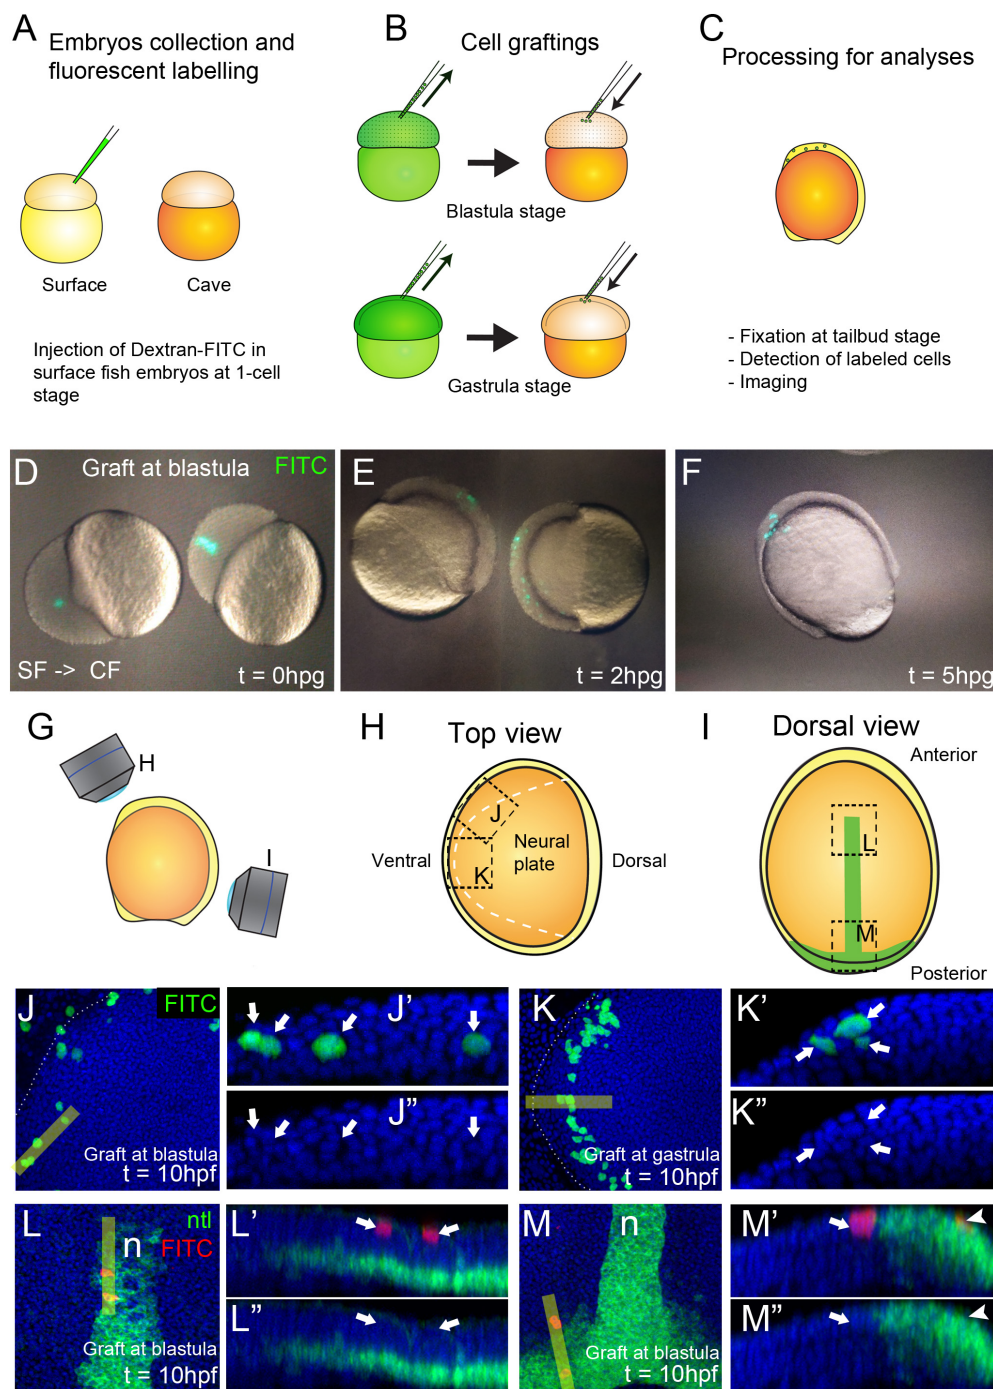 A
Embryos collection and
fluorescent labelling
Surface
Cave
Injection of Dextran-FITC in
surface fish embryos at 1-cell
stage
B
Cell graftings
Blastula stage
Gastrula stage
C
Processing for analyses
- Fixation at tailbud stage
- Detection of labeled cells
- Imaging
D
Graft at blastula
FITC
SF -> CF
t = 0hpg
E
t = 2hpg
F
t = 5hpg
G
H
I
H
Top view
Ventral
J
K
Neural
plate
Dorsal
I
Dorsal view
Anterior
L
M
Posterior
J
FITC
Graft at blastula
t = 10hpf
J'
J"
K
Graft at gastrula
t = 10hpf
K'
K"
L
n
ntl
FITC
Graft at blastula
t = 10hpf
L'
L"
M
n
Graft at blastula
t = 10hpf
M'
M"